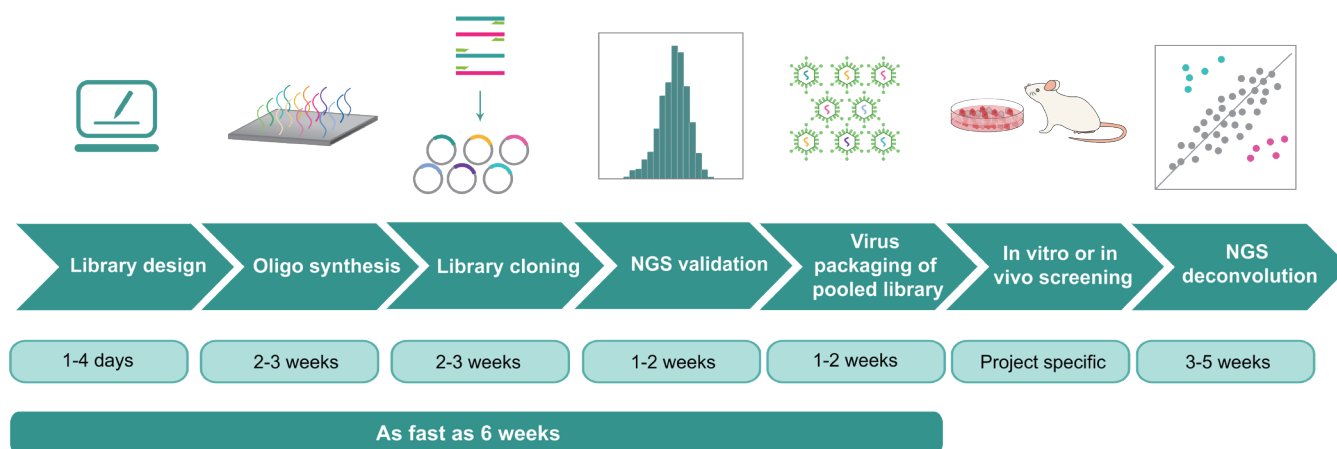 Library design
Oligo synthesis
Library cloning
NGS validation
Virus
packaging of
pooled library
In vitro or in
vivo screening
NGS
deconvolution
1-4 days
2-3 weeks
2-3 weeks
1-2 weeks
1-2 weeks
Project specific
3-5 weeks
As fast as 6 weeks